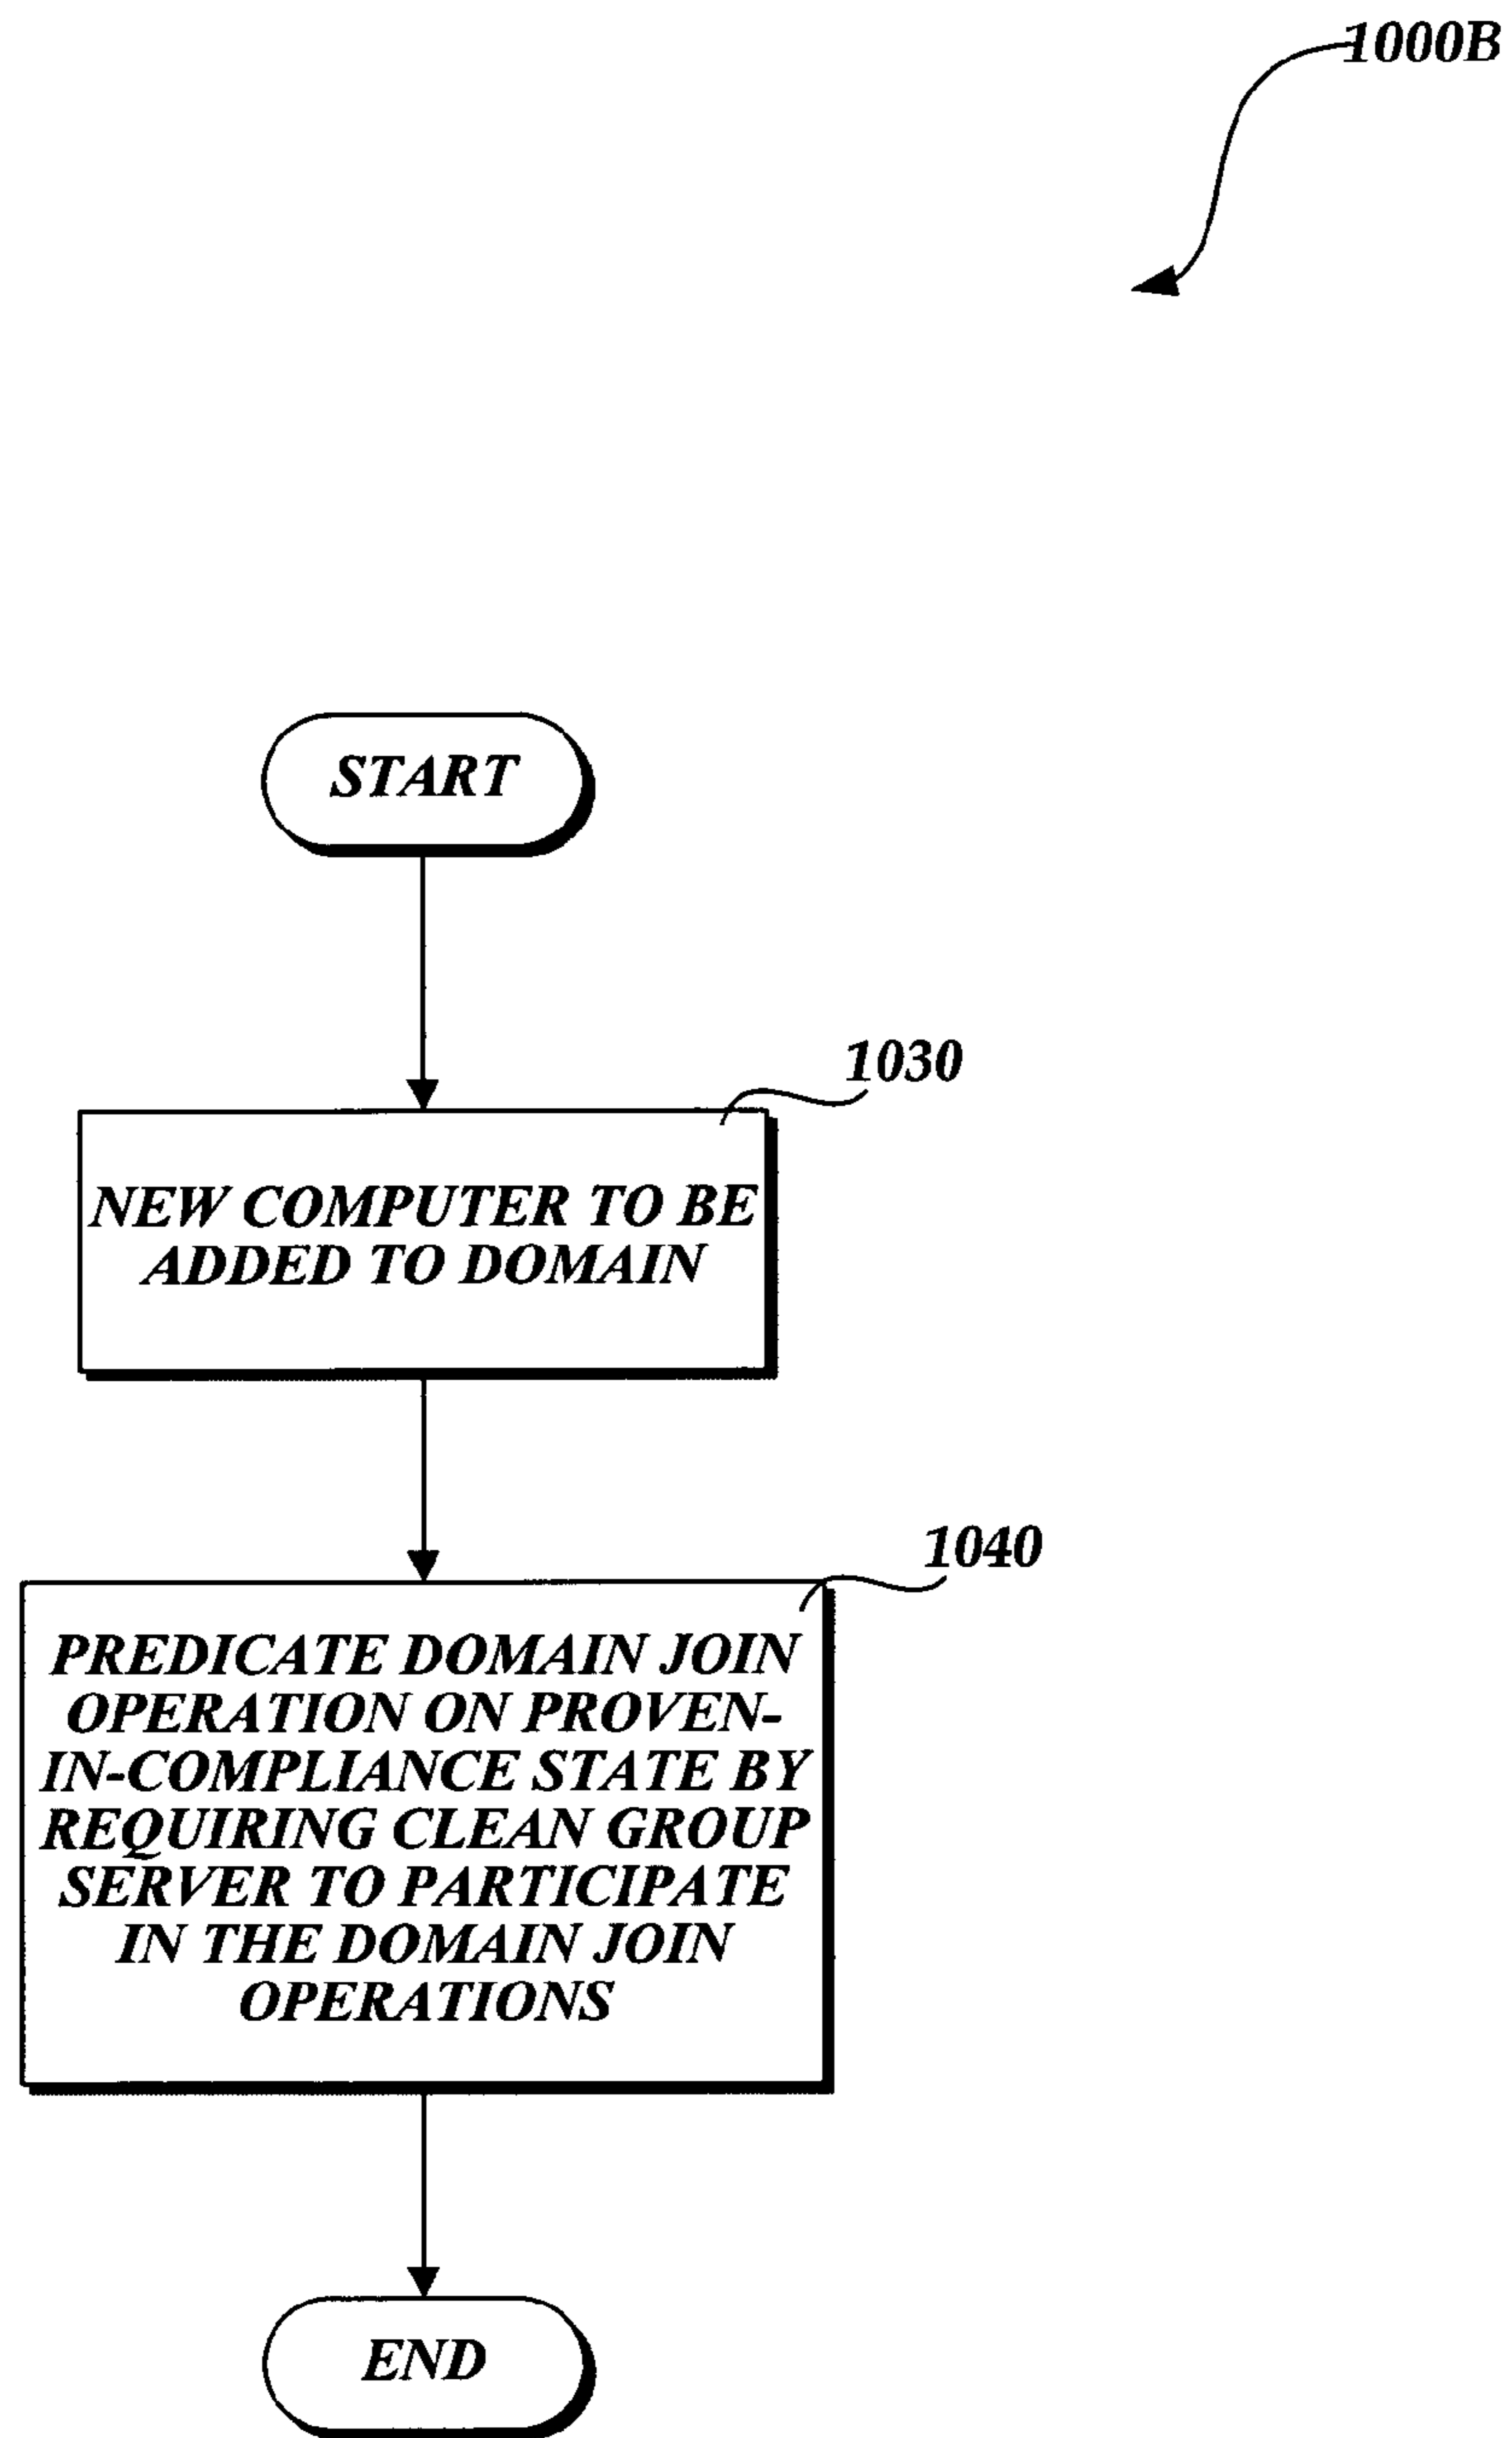 1000B
START
1030
NEW COMPUTER TO BE
ADDED TO DOMAIN
1040
PREDICATE DOMAIN JOIN
OPERATION ON PROVEN-
IN-COMPLIANCE STATE BY
REQUIRING CLEAN GROUP
SERVER TO PARTICIPATE
IN THE DOMAIN JOIN
OPERATIONS
END